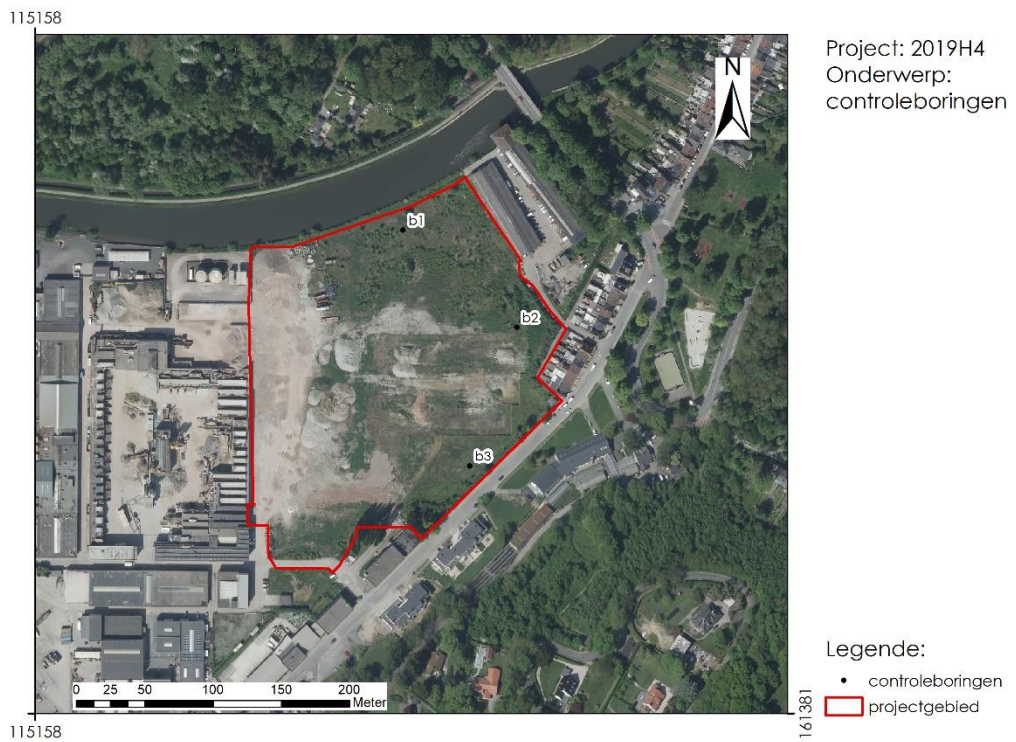 115158
Project: 2019H4
Onderwerp:
controleboringen
N
b1
b2
b3
0 25 50 100 150 200
Meter
Legende:
controleboringen
projectgebied
161381
115158